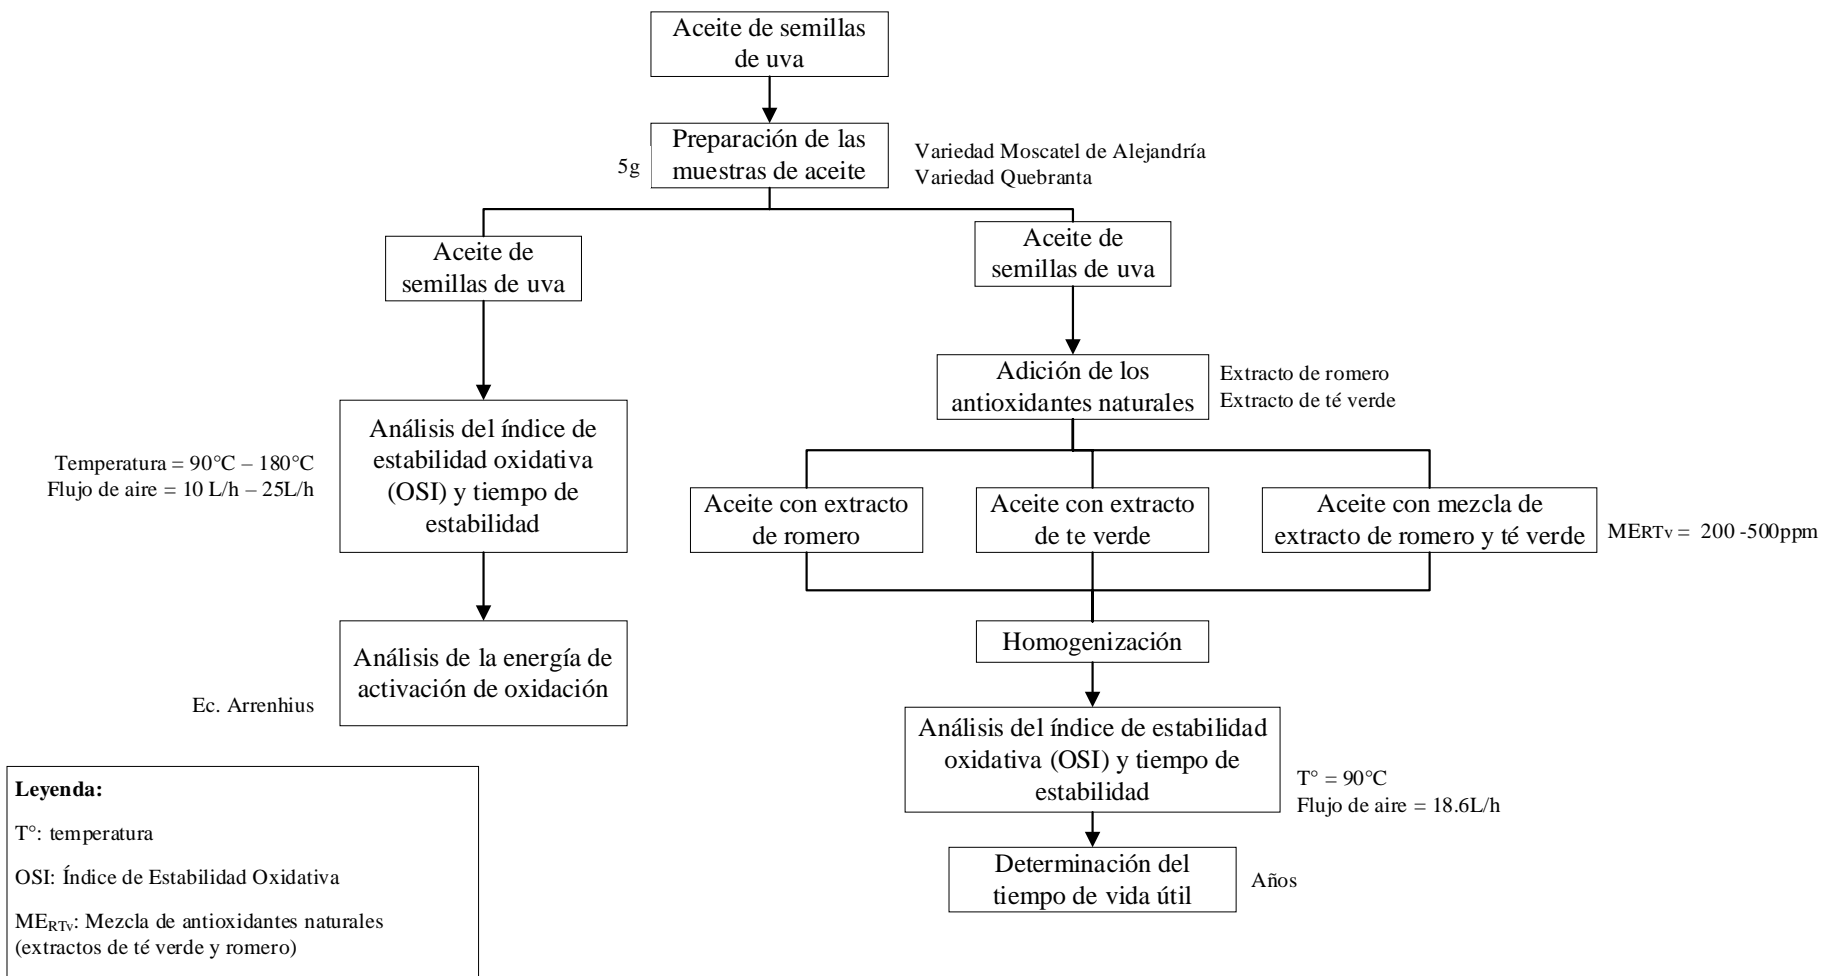 Aceite de semillas
de uva
Preparación de las
muestras de aceite
5g
Variedad Moscatel de Alejandría
Variedad Quebranta
Aceite de
semillas de uva
Aceite de
semillas de uva
Adición de los
antioxidantes naturales
Extracto de romero
Extracto de té verde
Análisis del índice de
estabilidad oxidativa
(OSI) y tiempo de
estabilidad
Temperatura = 90°C – 180°C
Flujo de aire = 10 L/h – 25L/h
Aceite con extracto
de romero
Aceite con extracto
de te verde
Aceite con mezcla de
extracto de romero y té verde
MERTv = 200 -500ppm
Homogenización
Análisis de la energía de
activación de oxidación
Ec. Arrenhius
Análisis del índice de estabilidad
oxidativa (OSI) y tiempo de
estabilidad
T° = 90°C
Flujo de aire = 18.6L/h
Determinación del
tiempo de vida útil
Años
Leyenda:
T°: temperatura
OSI: Índice de Estabilidad Oxidativa
MERTv: Mezcla de antioxidantes naturales
(extractos de té verde y romero)